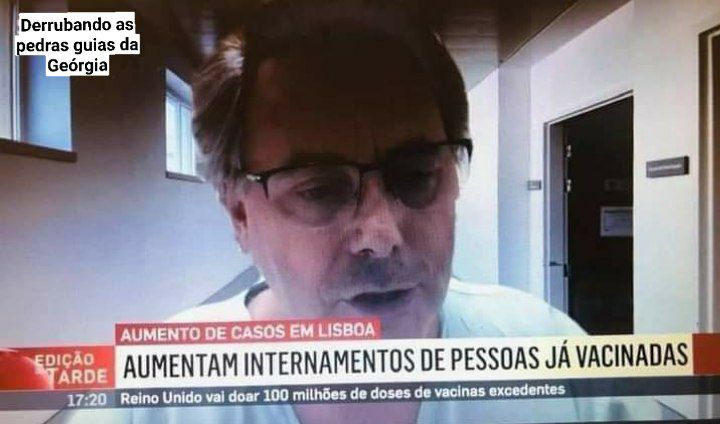 Derrubando as
pedras guias da
Geórgia
AUMENTO DE CASOS EM LISBOA
EDIÇÃO
TARDE
AUMENTAM INTERNAMENTOS DE PESSOAS JÁ VACINADAS
17:20 Reino Unido vai doar 100 milhões de doses de vacinas excedentes